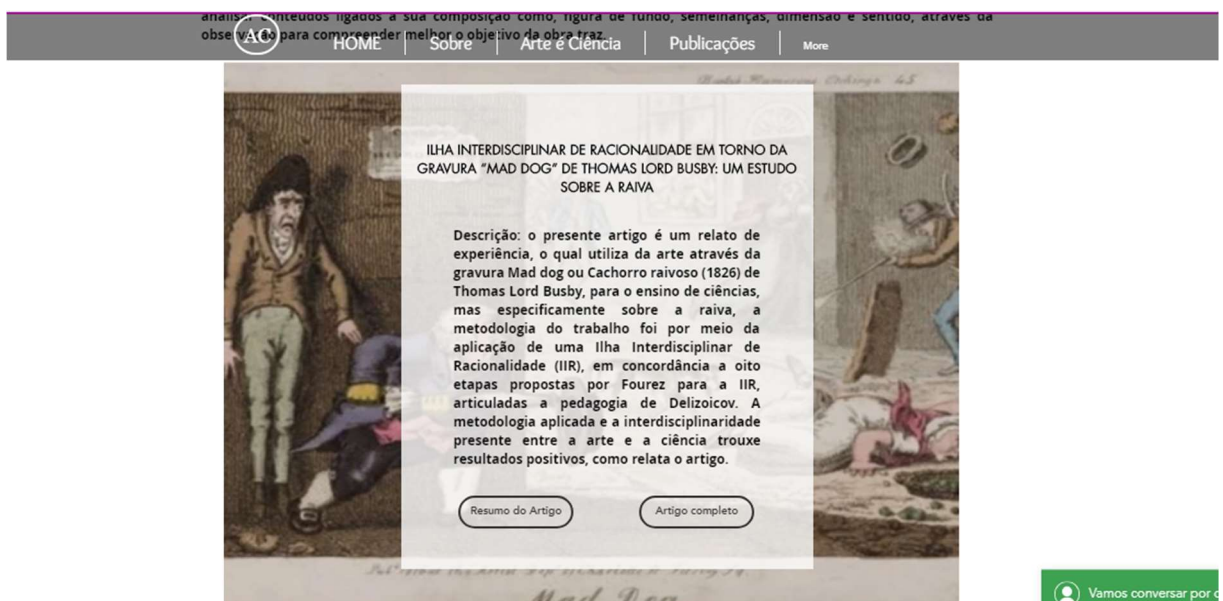 analisar conteúdos ligados a sua composição como, figura de fundo, semelhanças, dimensão e sentido, através da
observação para compreender melhor o objetivo da obra traz.
AC HOME Sobre Arte é Ciência Publicações More
45
ILHA INTERDISCIPLINAR DE RACIONALIDADE EM TORNO DA
GRAVURA “MAD DOG” DE THOMAS LORD BUSBY: UM ESTUDO
SOBRE A RAIVA
Descrição: o presente artigo é um relato de
experiência, o qual utiliza da arte através da
gravura Mad dog ou Cachorro raivoso (1826) de
Thomas Lord Busby, para o ensino de ciências,
mas especificamente sobre a raiva, a
metodologia do trabalho foi por meio da
aplicação de uma Ilha Interdisciplinar de
Racionalidade (IIR), em concordância a oito
etapas propostas por Fourez para a IIR,
articuladas a pedagogia de Delizoicov. A
metodologia aplicada e a interdisciplinaridade
presente entre a arte e a ciência trouxe
resultados positivos, como relata o artigo.
Resumo do Artigo Artigo completo
Mad Dog
Vamos conversar por